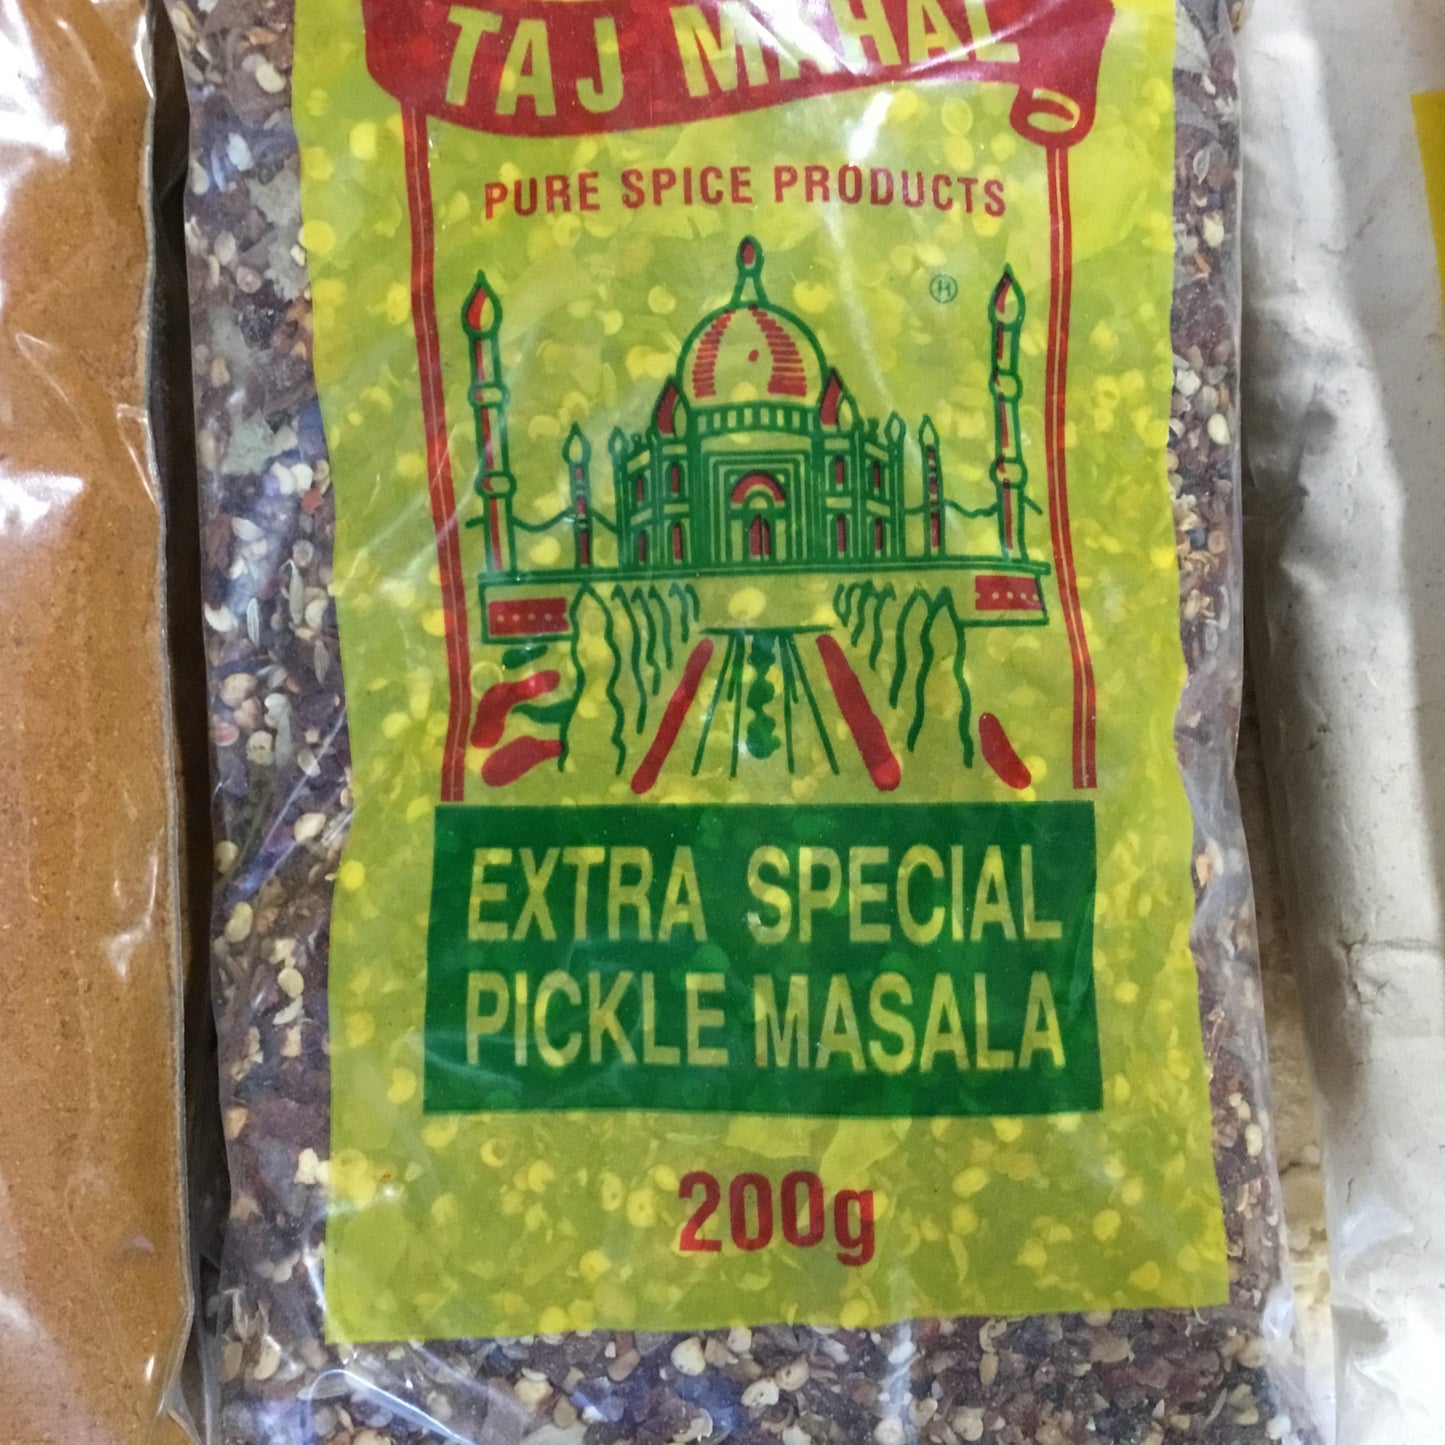 TAJ MAHAL
PURE SPICE PRODUCTS
EXTRA SPECIAL
PICKLE MASALA
200g